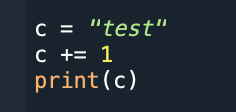 c = "test"
c += 1
print(c)